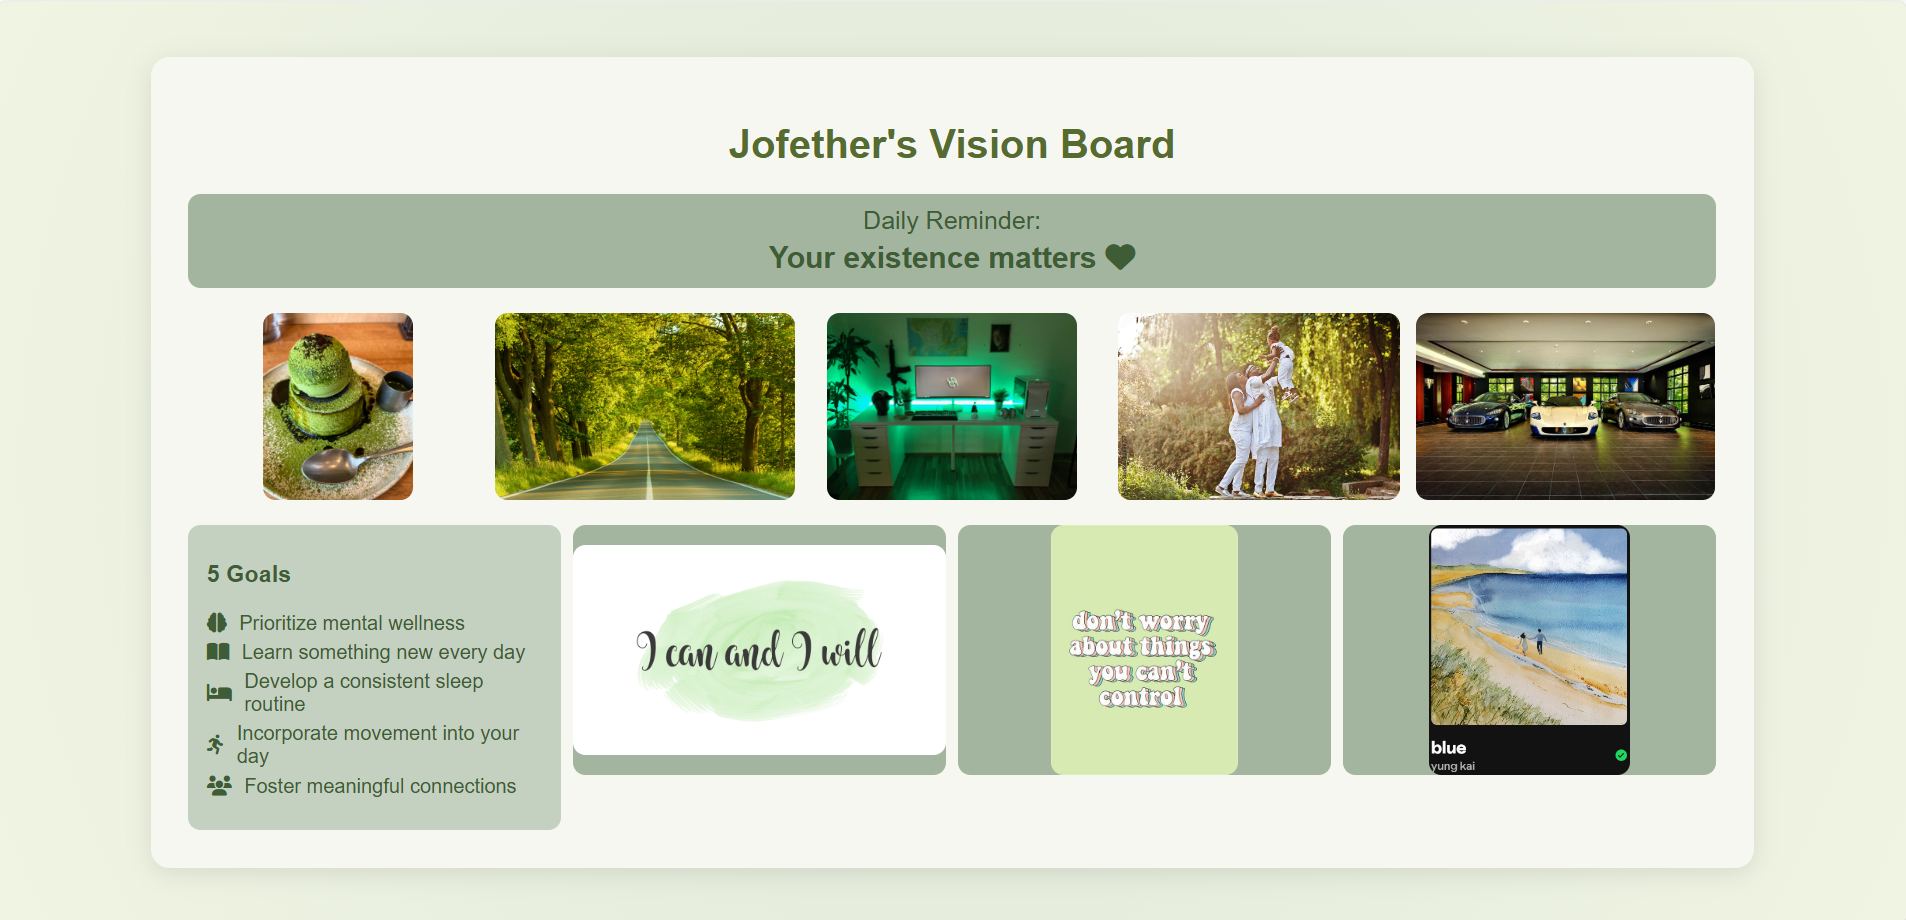 Jofether's Vision Board
Daily Reminder:
Your existence matters
5 Goals
Prioritize mental wellness
Learn something new every day
Develop a consistent sleep
routine
Incorporate movement into your
day
Foster meaningful connections
I can and I will
don't worry
about things
you can't
control
blue
yung kai